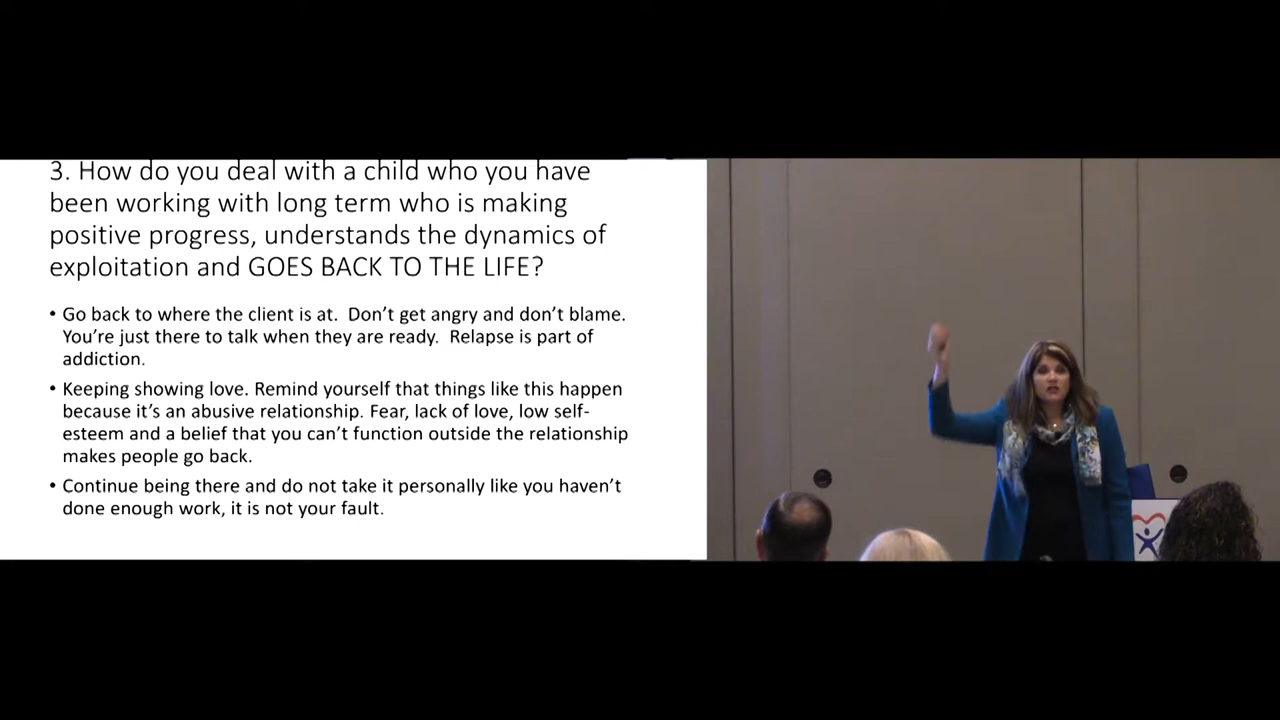 3. How do you deal with a child who you have
been working with long term who is making
positive progress, understands the dynamics of
exploitation and GOES BACK TO THE LIFE?
• Go back to where the client is at.  Don't get angry and don't blame.
You're just there to talk when they are ready.  Relapse is part of
addiction.
• Keeping showing love. Remind yourself that things like this happen
because it's an abusive relationship. Fear, lack of love, low self-
esteem and a belief that you can't function outside the relationship
makes people go back.
• Continue being there and do not take it personally like you haven't
done enough work, it is not your fault.